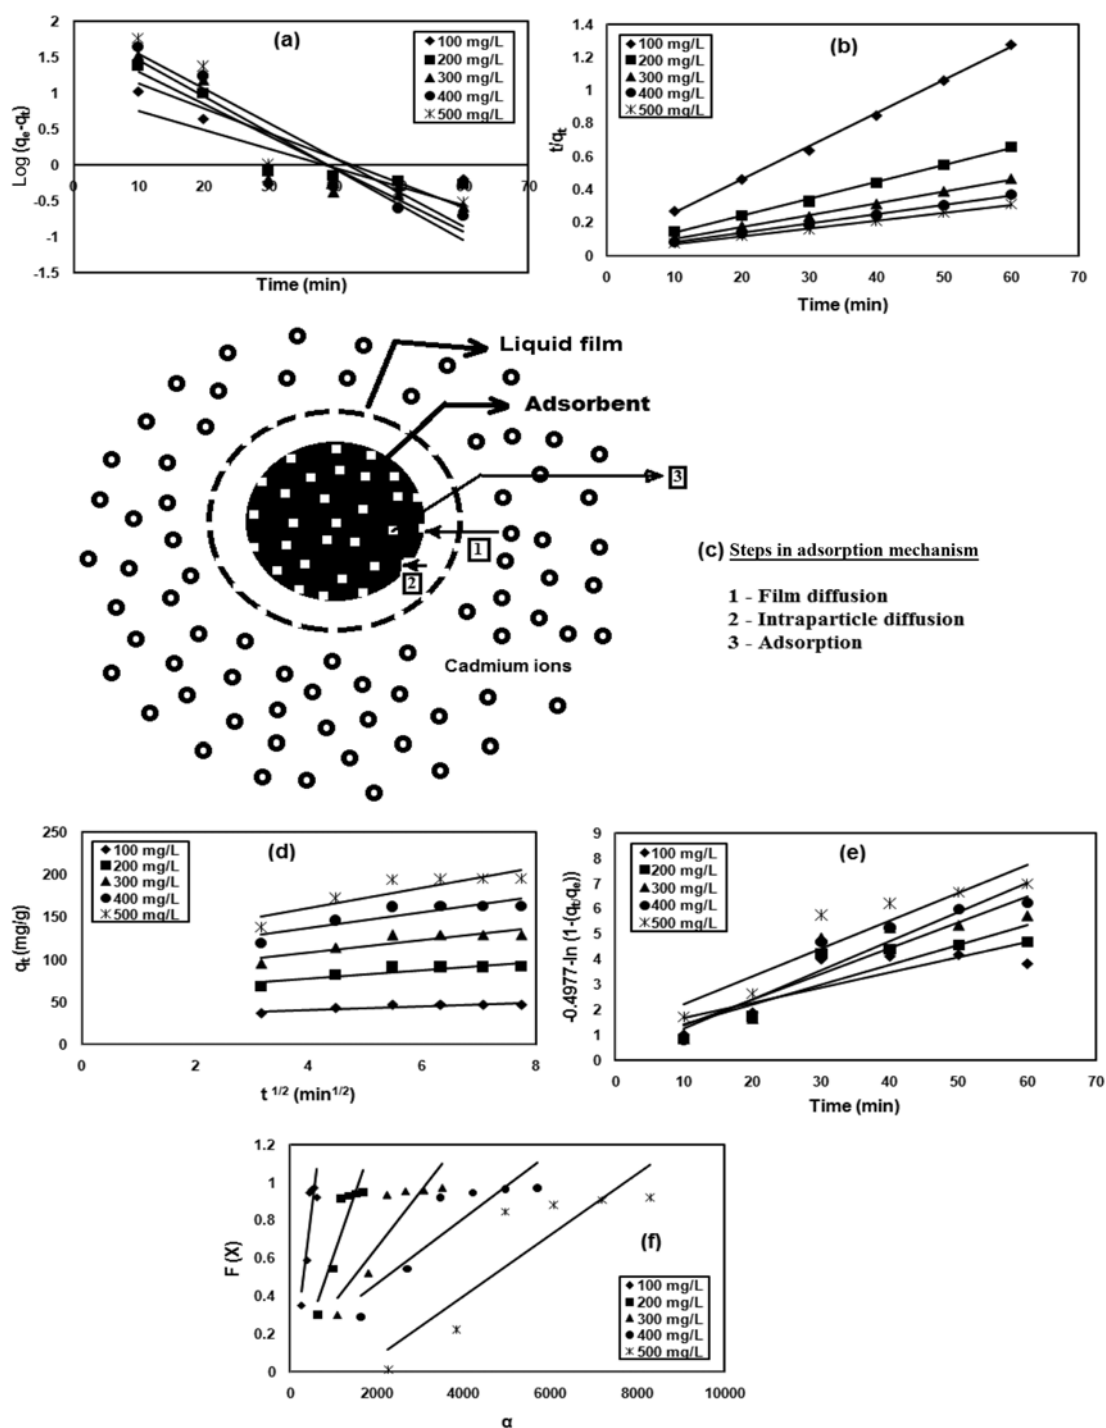 (a)
100 mg/L
200 mg/L
300 mg/L
400 mg/L
500 mg/L
Log (qe-qt)
2
1.5
1
0.5
0
-0.5
-1
-1.5
0 10 20 30 40 50 60 70
Time (min)
(b)
100 mg/L
200 mg/L
300 mg/L
400 mg/L
500 mg/L
t/qt
1.4
1.2
1
0.8
0.6
0.4
0.2
0
0 10 20 30 40 50 60 70
Time (min)
Liquid film
Adsorbent
3
1
2
Cadmium ions
(c) Steps in adsorption mechanism
1 - Film diffusion
2 - Intraparticle diffusion
3 - Adsorption
(d)
100 mg/L
200 mg/L
300 mg/L
400 mg/L
500 mg/L
qt (mg/g)
250
200
150
100
50
0
0 2 4 6 8
t 1/2 (min1/2)
(e)
100 mg/L
200 mg/L
300 mg/L
400 mg/L
500 mg/L
-0.4977-ln (1-(qt/qe))
9
8
7
6
5
4
3
2
1
0
0 10 20 30 40 50 60 70
Time (min)
(f)
100 mg/L
200 mg/L
300 mg/L
400 mg/L
500 mg/L
F (X)
1.2
1
0.8
0.6
0.4
0.2
0
0 2000 4000 6000 8000 10000
α